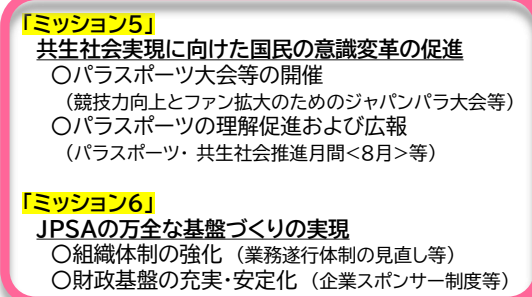 「ミッション5」
共生社会実現に向けた国民の意識変革の促進
〇パラスポーツ大会等の開催
（競技力向上とファン拡大のためのジャパンパラ大会等）
〇パラスポーツの理解促進および広報
（パラスポーツ・共生社会推進月間<8月>等）
「ミッション6」
JPSAの万全な基盤づくりの実現
〇組織体制の強化（業務遂行体制の見直し等）
〇財政基盤の充実・安定化（企業スポンサー制度等）